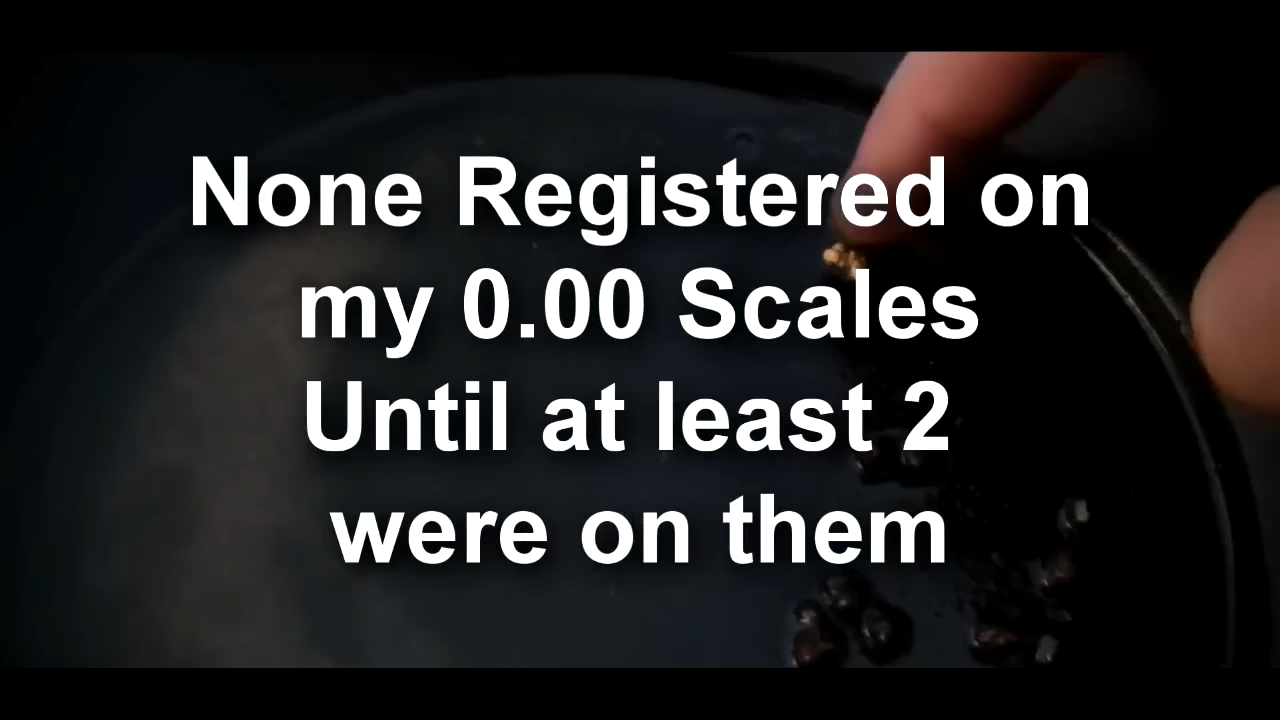 None Registered on
my 0.00 Scales
Until at least 2
were on them